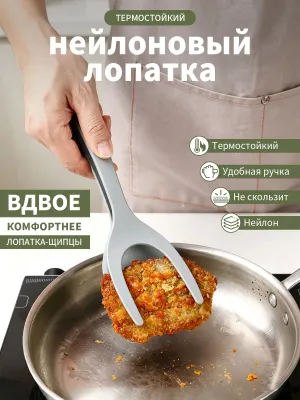 ТЕРМОСТОЙКИЙ
нейлоновый
лопатка
Термостойкий
Удобная ручка
Не скользит
Нейлон
ВДВОЕ
КОМФОРТНЕЕ
ЛОПАТКА-ЩИПЦЫ